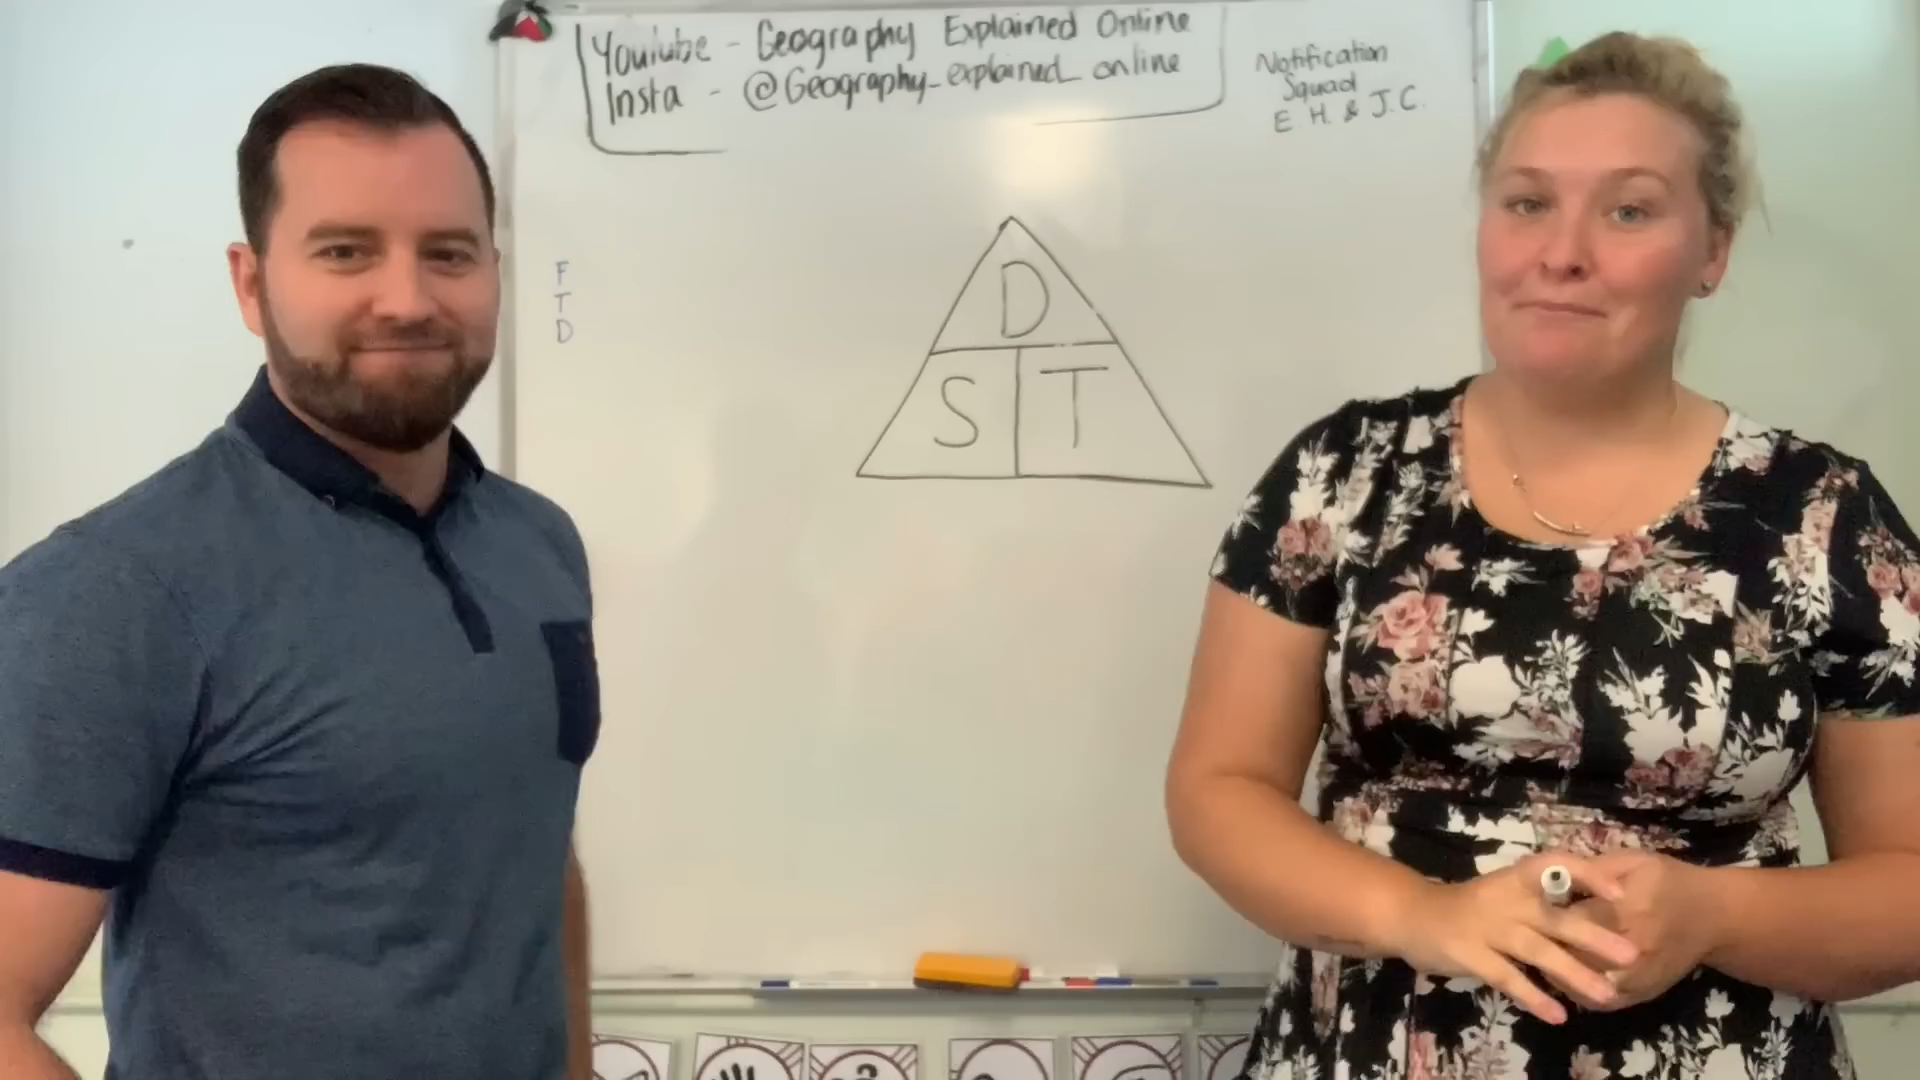 Youtube - Geography Explained Online
Insta - @Geography_explained_online
Notification
Squad
E H. & J.C.
F
T
D
D
S T